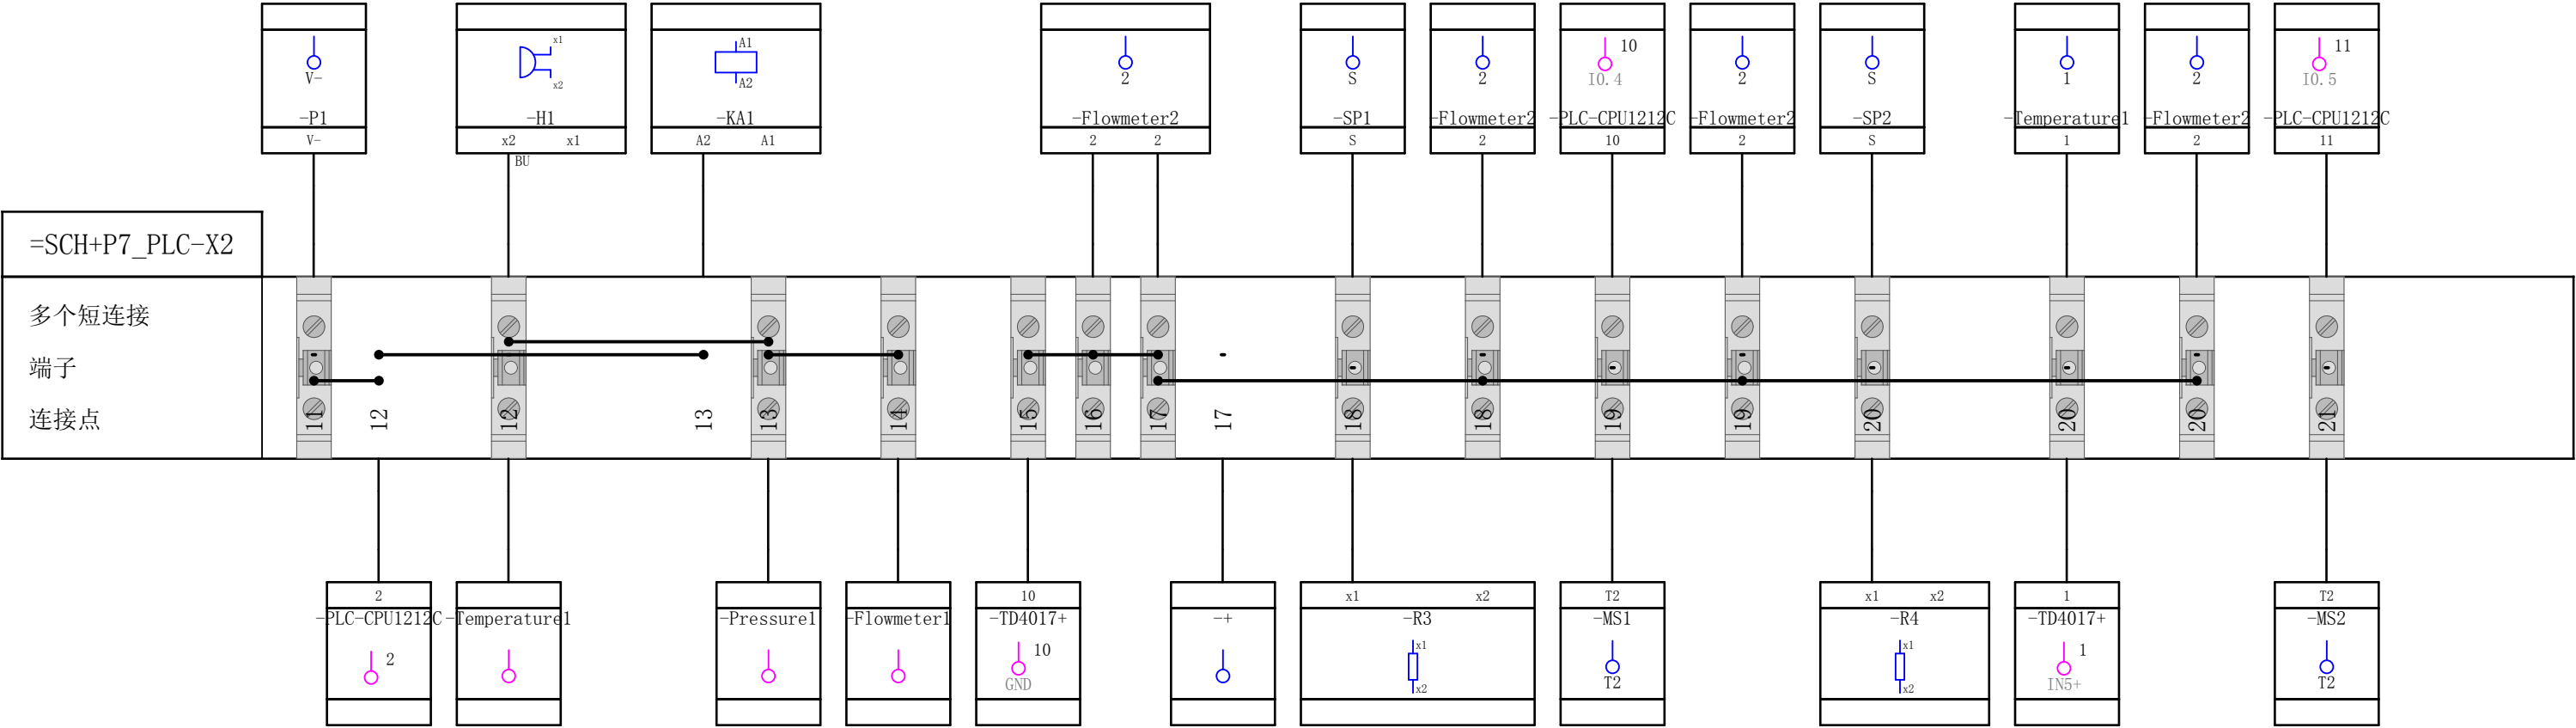 V-
-P1
V-
x1
x2
-H1
x2 x1
BU
A1
A2
-KA1
A2 A1
2
-Flowmeter2
2 2
S
-SP1
S
2
-Flowmeter2
2
10
I0.4
-PLC-CPU1212C
10
2
-Flowmeter2
2
S
-SP2
S
1
-Temperature1
1
2
-Flowmeter2
2
11
I0.5
-PLC-CPU1212C
11
=SCH+P7_PLC-X2
多个短连接
端子
连接点
11 12 12 13 13 14 15 16 17 17 18 18 19 19 20 20 20 21
2
-PLC-CPU1212C
2
-Temperature1
-Pressure1
-Flowmeter1
10
-TD4017+
10
GND
-+
x1 x2
-R3
x1
x2
T2
-MS1
T2
x1 x2
-R4
x1
x2
1
-TD4017+
1
IN5+
T2
-MS2
T2